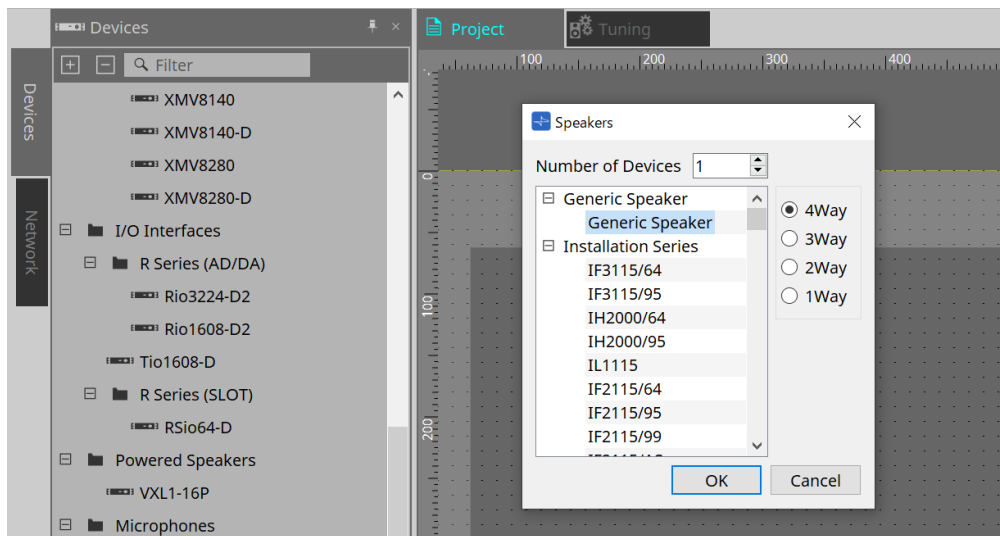 Devices
Filter
XMV8140
XMV8140-D
XMV8280
XMV8280-D
I/O Interfaces
R Series (AD/DA)
Rio3224-D2
Rio1608-D2
Tio1608-D
R Series (SLOT)
RSio64-D
Powered Speakers
VXL1-16P
Microphones
Devices
Network
Project
Tuning
100
200
300
400
0
100
200
Speakers
Number of Devices 1
Generic Speaker
Generic Speaker
Installation Series
IF3115/64
IF3115/95
IH2000/64
IH2000/95
IL1115
IF2115/64
IF2115/95
IF2115/99
4Way
3Way
2Way
1Way
OK
Cancel